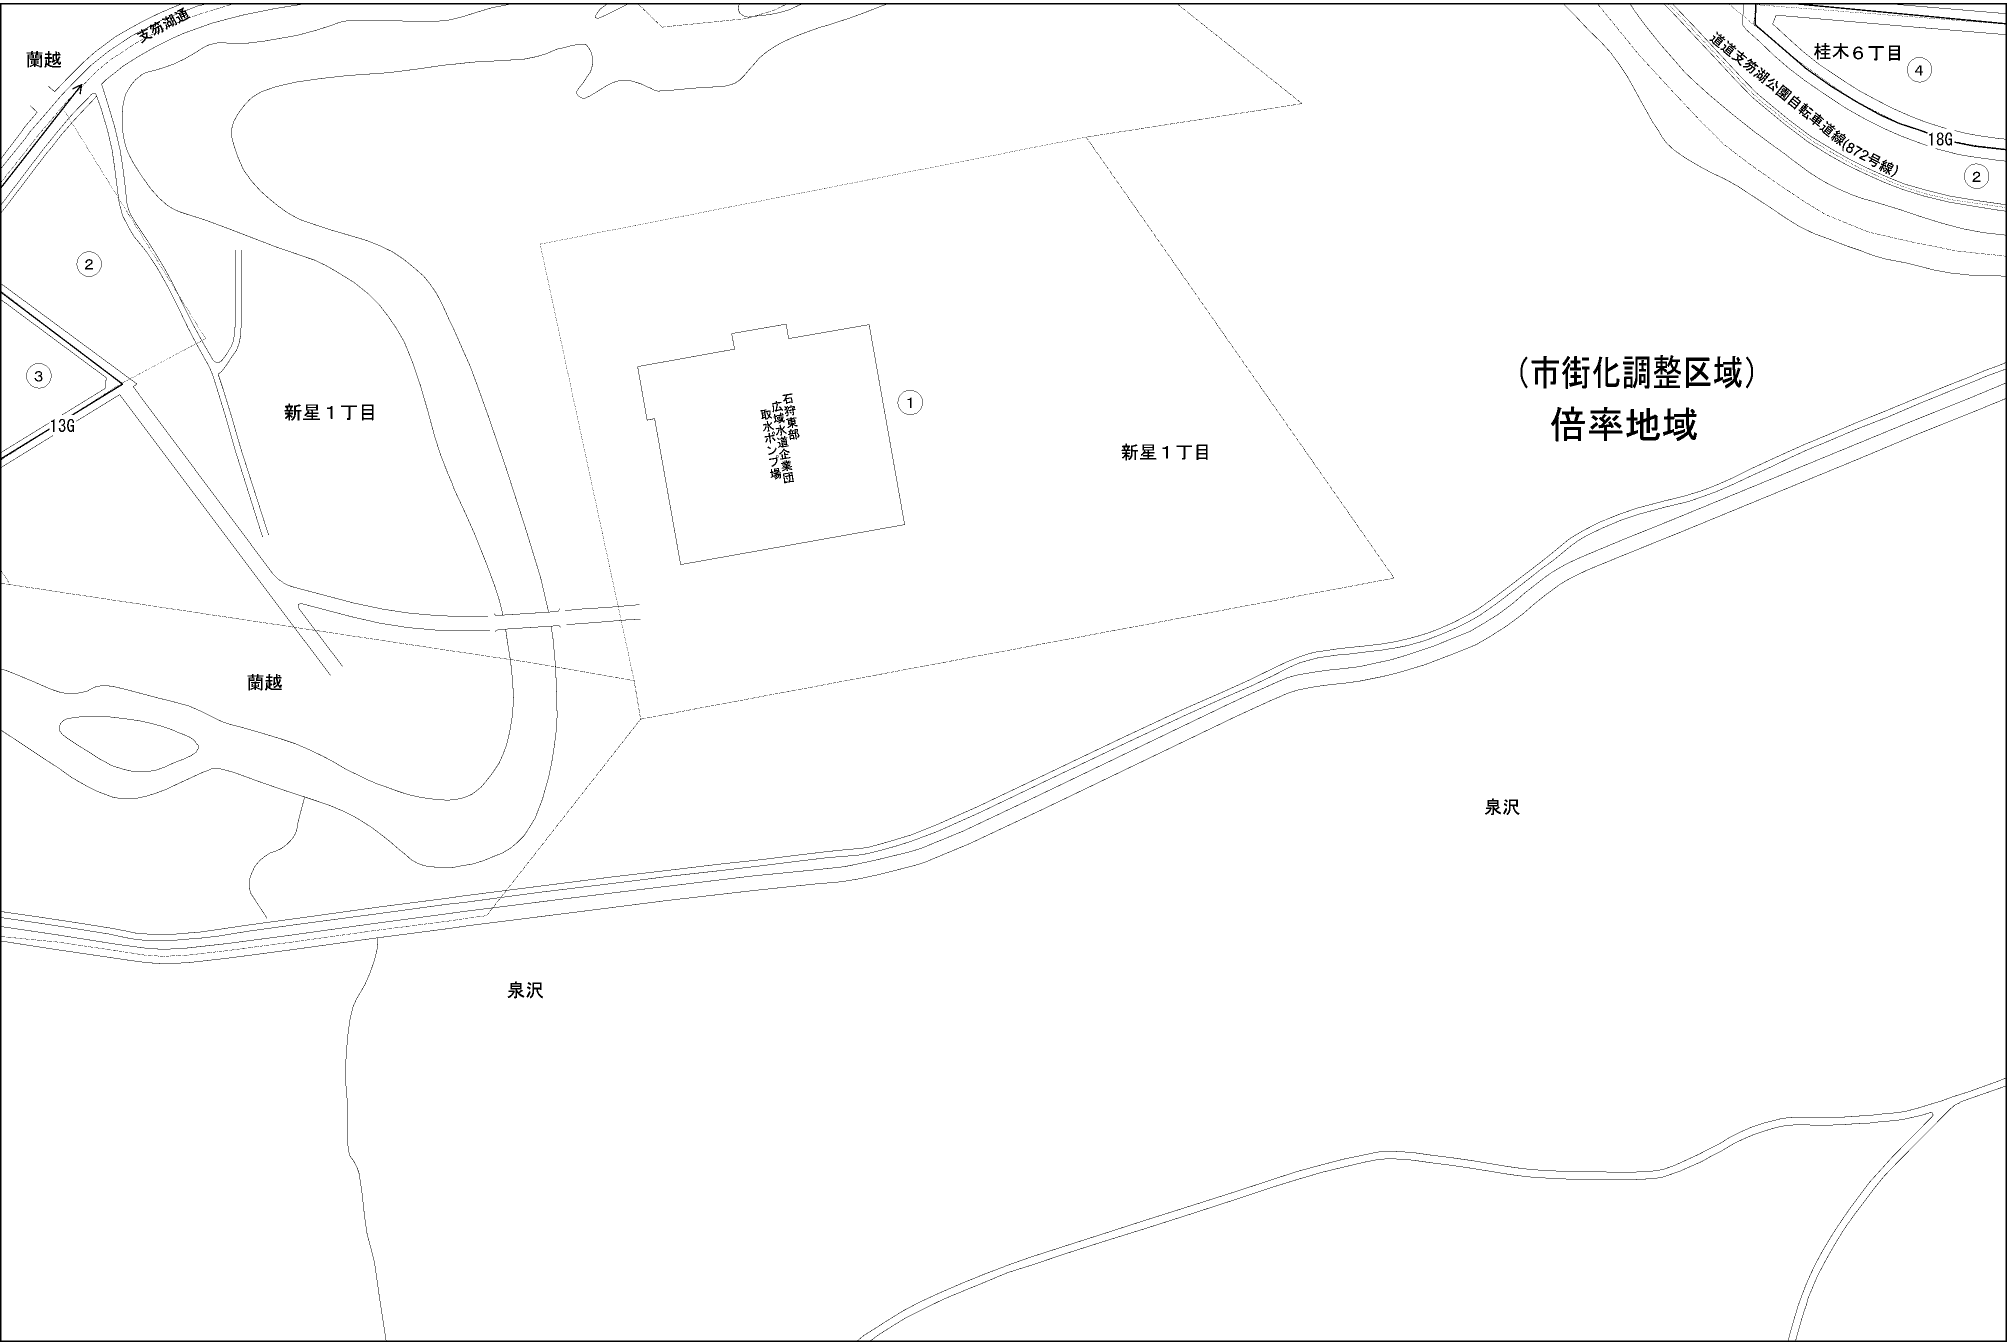 支笏湖通
蘭越
桂木6丁目
④
道道支笏湖公園自転車道線(872号線)
18G
②
②
③
13G
新星1丁目
石狩東部
広域水道企業団
取水ポンプ場
①
新星1丁目
(市街化調整区域)
倍率地域
蘭越
泉沢
泉沢